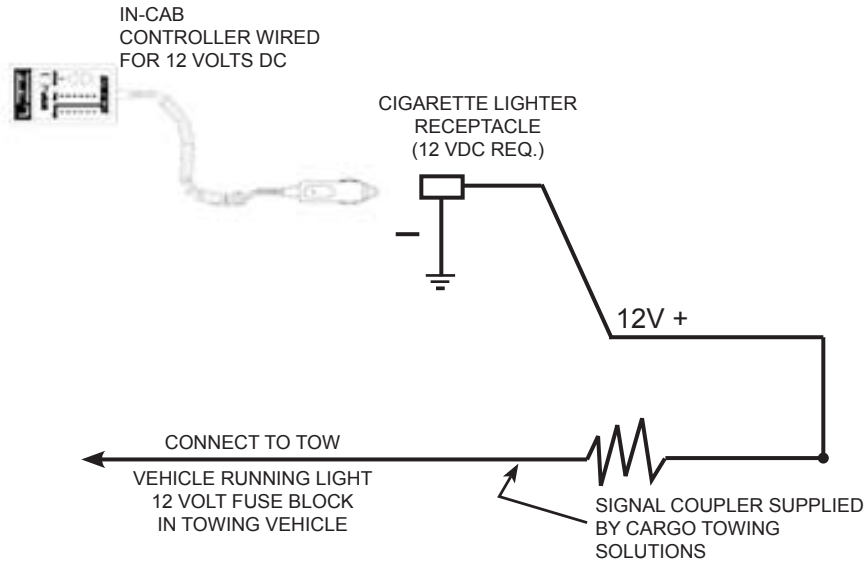 IN-CAB
CONTROLLER WIRED
FOR 12 VOLTS DC
CIGARETTE LIGHTER
RECEPTACLE
(12 VDC REQ.)
12V +
CONNECT TO TOW
VEHICLE RUNNING LIGHT
12 VOLT FUSE BLOCK
IN TOWING VEHICLE
SIGNAL COUPLER SUPPLIED
BY CARGO TOWING
SOLUTIONS